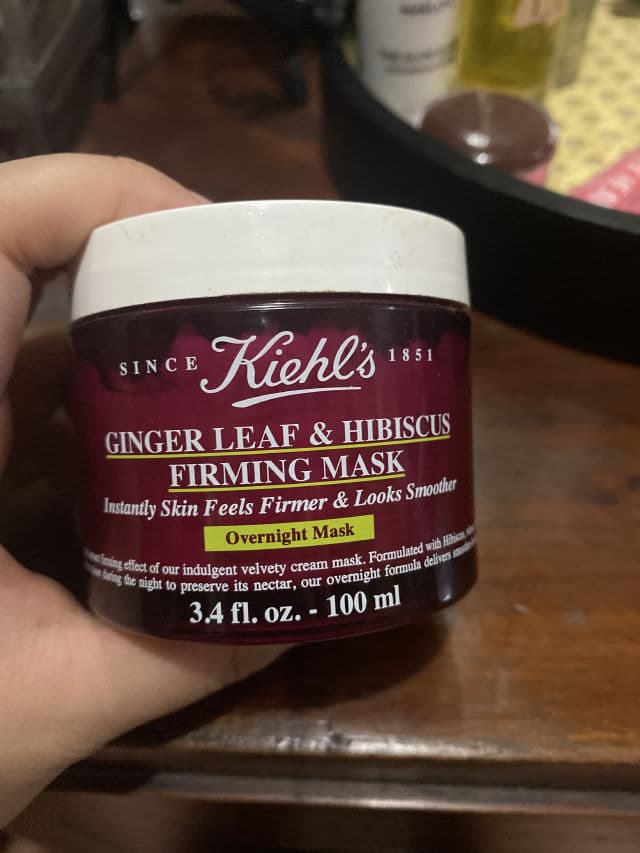 SINCE Kiehl's 1851
GINGER LEAF & HIBISCUS
FIRMING MASK
Instantly Skin Feels Firmer & Looks Smoother
Overnight Mask
firming effect of our indulgent velvety cream mask. Formulated with Hibiscus,
during the night to preserve its nectar, our overnight formula delivers
3.4 fl. oz. - 100 ml